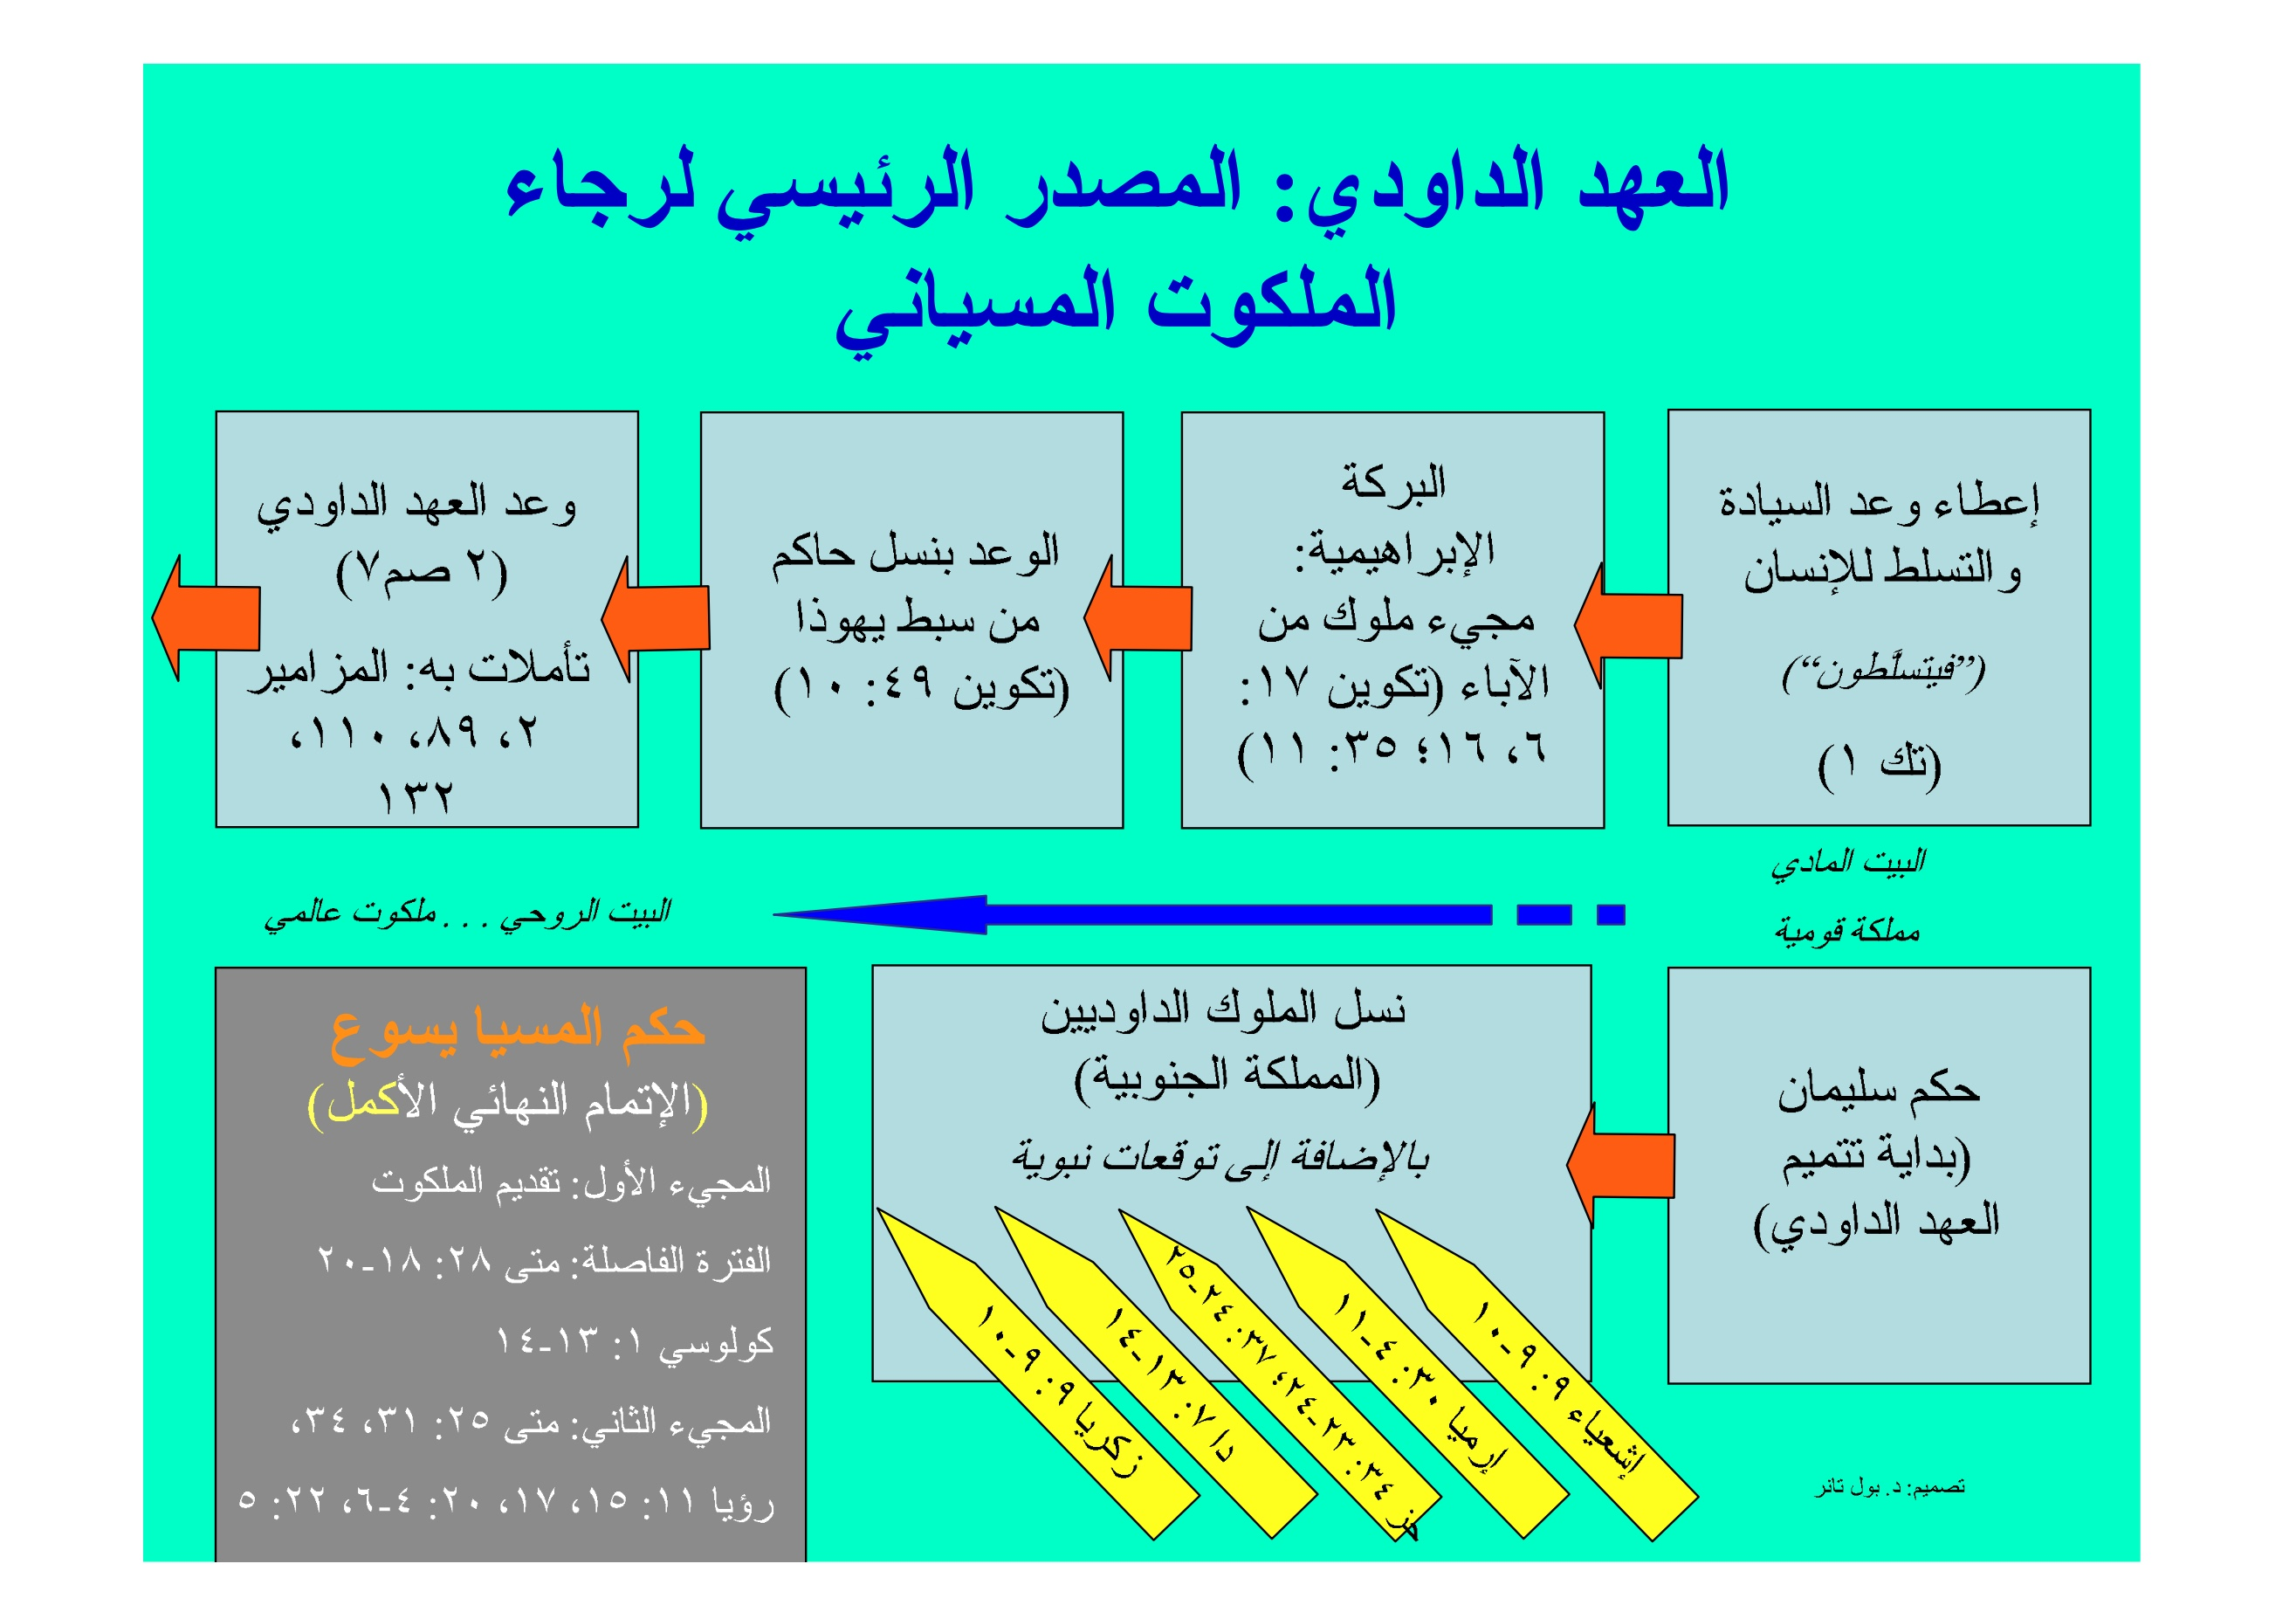 العهد الداودي: المصدر الرئيسي لرجاء
الملكوت المسياني
إعطاء وعد السيادة
والتسلط للإنسان
(”فيتسلَّطون“)
(تك ١)
البركة
الإبراهيمية:
مجيء ملوك من
الآباء (تكوين ١٧:
٦، ١٦؛ ٣٥: ١١)
الوعد بنسل حاكم
من سبط يهوذا
(تكوين ٤٩: ١٠)
وعد العهد الداودي
(٢ صم٧)
تأملات به: المزامير
٢، ٨٩، ١١٠،
١٣٢
البيت المادي
مملكة قومية
البيت الروحي . . . ملكوت عالمي
حكم سليمان
(بداية تتميم
العهد الداودي)
نسل الملوك الداوديين
(المملكة الجنوبية)
بالإضافة إلى توقعات نبوية
إشعياء ٩: ٩-١٠
إرميا ٣٠: ٤-١١
حز ٣٤: ٢٣-٢٤؛ ٣٧: ٢٤-٢٥
دا ٧: ١٣-١٤
زكريا ٩: ٩-١٠
حكم المسيا يسوع
(الإتمام النهائي الأكمل)
المجيء الأول: تقديم الملكوت
الفترة الفاصلة: متى ٢٨: ١٨-٢٠
كولوسي ١: ١٣-١٤
المجيء الثاني: متى ٢٥: ٣١، ٣٤،
رؤيا ١١: ١٥، ١٧، ٢٠: ٤-٦، ٢٢: ٥
تصميم: د. بول تانر